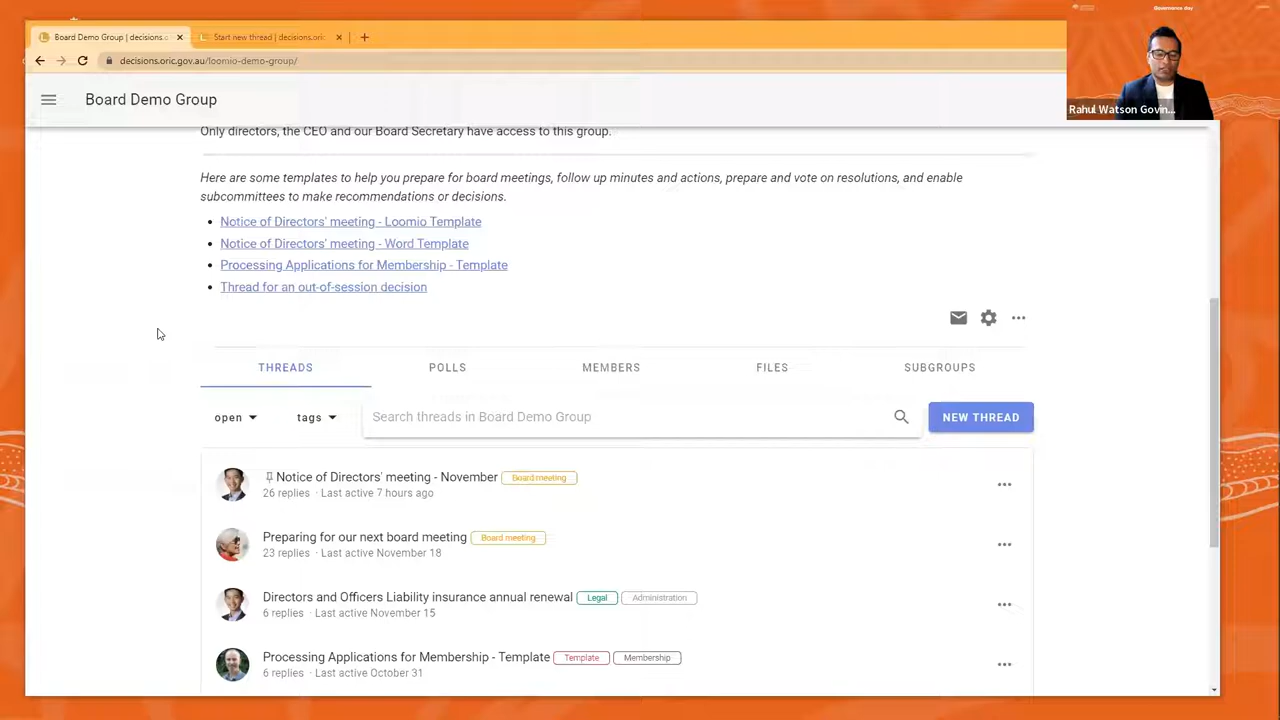 Governance day
Board Demo Group | decisions.o
Start new thread | decisions.oric.
decisions.oric.gov.au/loomio-demo-group/
Rahul Watson Govin...
Board Demo Group
Only directors, the CEO and our Board Secretary have access to this group.
Here are some templates to help you prepare for board meetings, follow up minutes and actions, prepare and vote on resolutions, and enable
subcommittees to make recommendations or decisions.
Notice of Directors' meeting - Loomio Template
Notice of Directors' meeting - Word Template
Processing Applications for Membership - Template
Thread for an out-of-session decision
THREADS POLLS MEMBERS FILES SUBGROUPS
open tags Search threads in Board Demo Group NEW THREAD
Notice of Directors' meeting - November Board meeting
26 replies · Last active 7 hours ago
Preparing for our next board meeting Board meeting
23 replies · Last active November 18
Directors and Officers Liability insurance annual renewal Legal Administration
6 replies · Last active November 15
Processing Applications for Membership - Template Template Membership
6 replies · Last active October 31